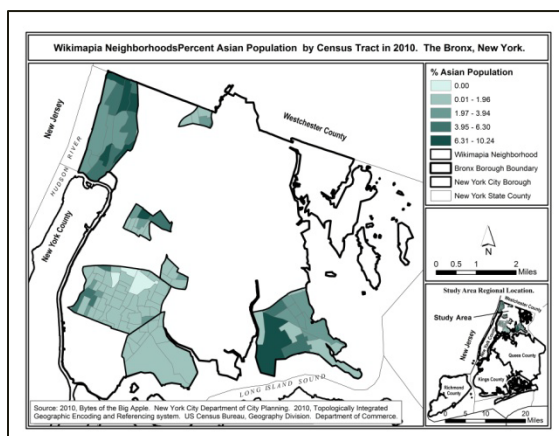 Wikimapia NeighborhoodsPercent Asian Population by Census Tract in 2010. The Bronx, New York.
New Jersey
HUDSON RIVER
New York County
Westchester County
LONG ISLAND SOUND
% Asian Population
0.00
0.01 - 1.96
1.97 - 3.94
3.95 - 6.30
6.31 - 10.24
Wikimapia Neighborhood
Bronx Borough Boundary
New York City Borough
New York State County
N
0 0.5 1 2
Miles
Study Area Regional Location.
Westchester County
Study Area
New Jersey
New York County
Kings County
Richmond County
0 10 20
Miles
Source: 2010, Bytes of the Big Apple. New York City Department of City Planning. 2010, Topologically Integrated
Geographic Encoding and Referencing system. US Census Bureau, Geography Division. Department of Commerce.